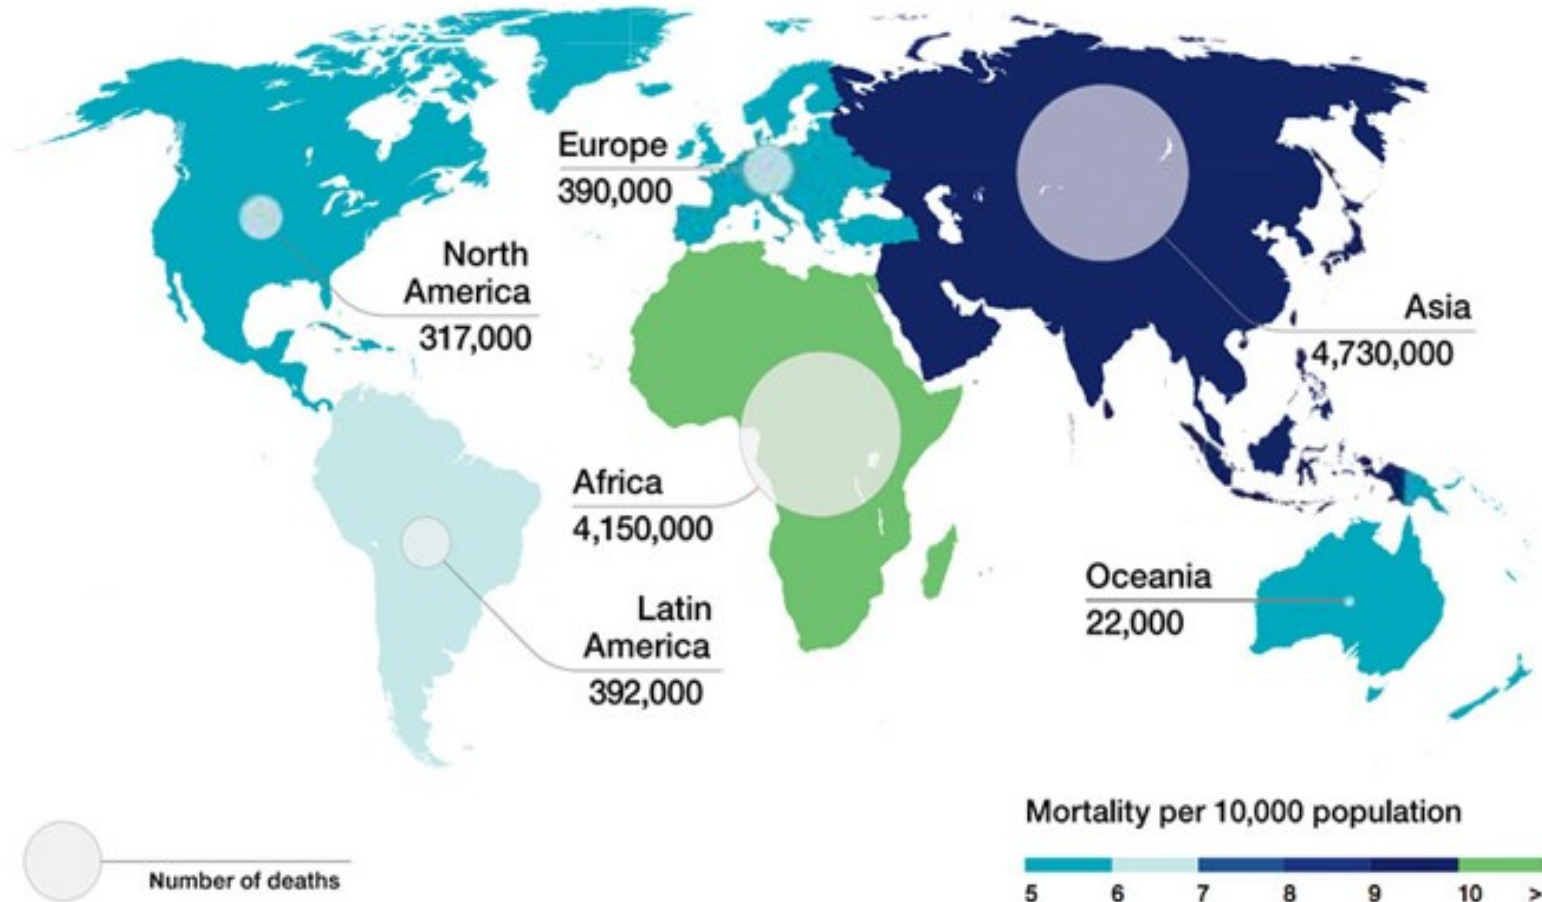 Europe
390,000
North
America
317,000
Asia
4,730,000
Africa
4,150,000
Oceania
22,000
Latin
America
392,000
Mortality per 10,000 population
5 6 7 8 9 10 >
Number of deaths